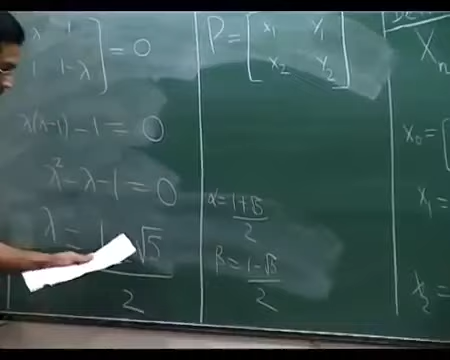 λ 1
1 1-λ = 0
λ(λ-1) - 1 = 0
λ² - λ - 1 = 0
λ = √5
2
P = [ x₁ y₁
x₂ y₂ ]
α = 1+√5
2
β = 1-√5
2
Xₙ
x₀ = [
x₁ =
x₂ =